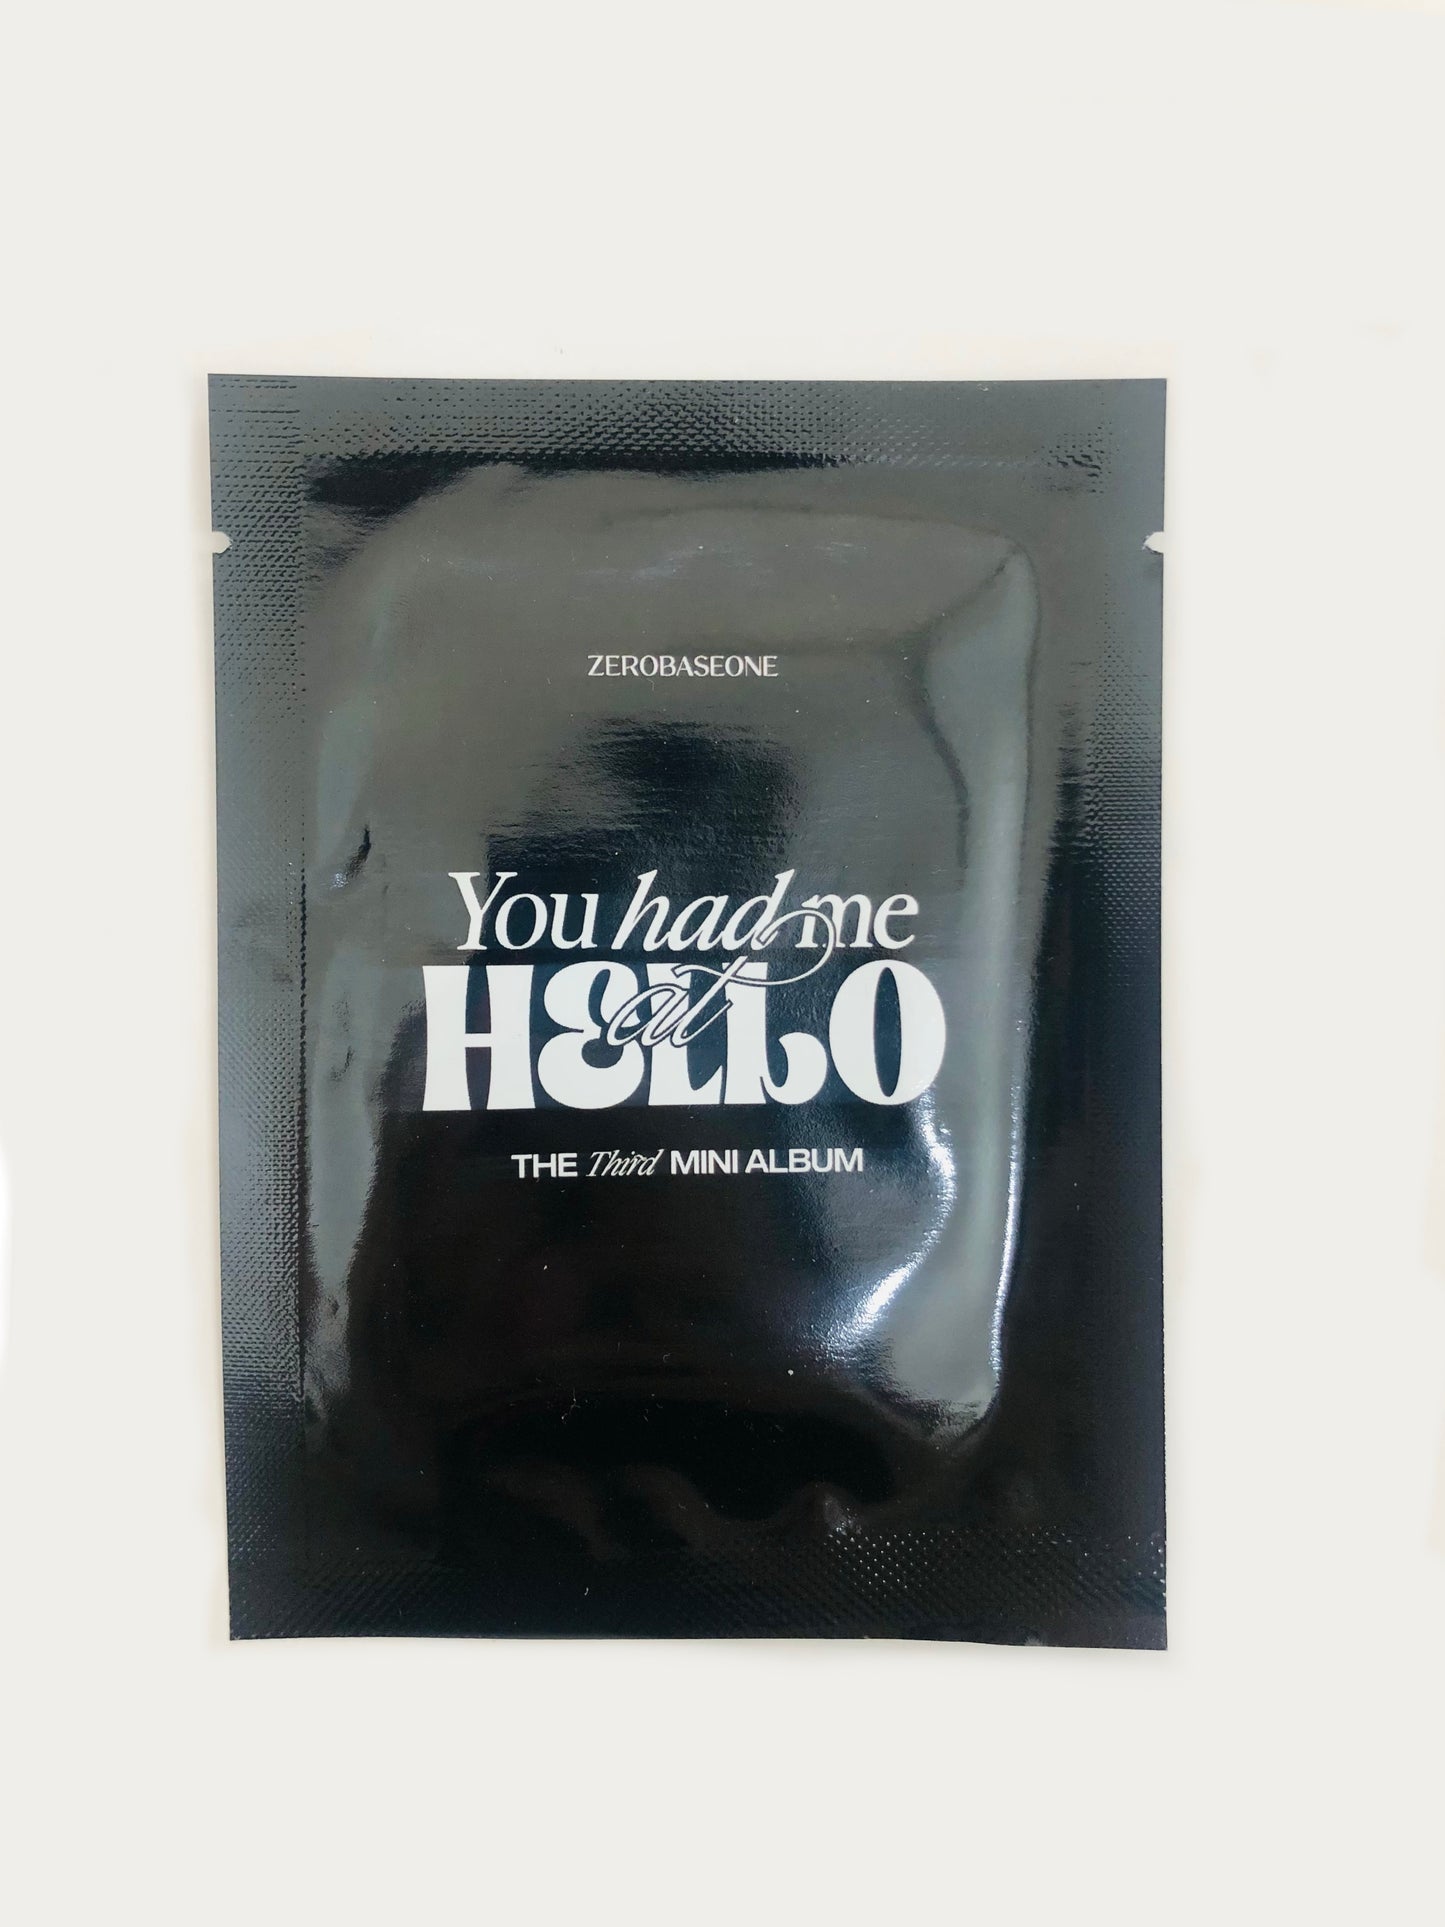 ZEROBASEONE
You had me
at
HELLO
THE Third MINI ALBUM